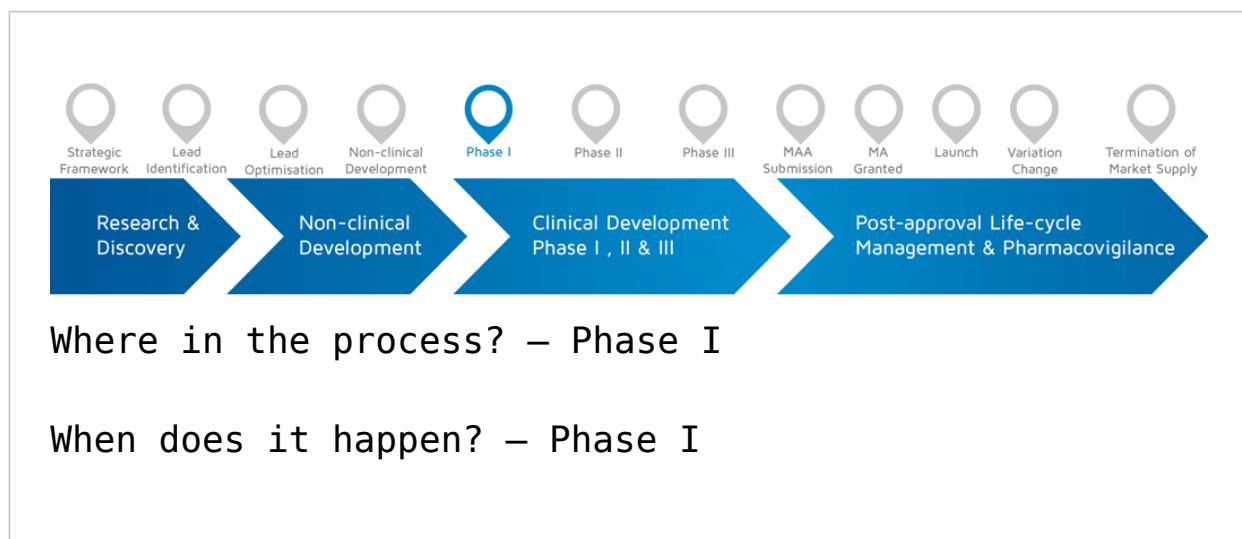 Strategic
Framework
Lead
Identification
Lead
Optimisation
Non-clinical
Development
Phase I
Phase II
Phase III
MAA
Submission
MA
Granted
Launch
Variation
Change
Termination of
Market Supply
Research &
Discovery
Non-clinical
Development
Clinical Development
Phase I , II & III
Post-approval Life-cycle
Management & Pharmacovigilance
Where in the process? – Phase I
When does it happen? – Phase I